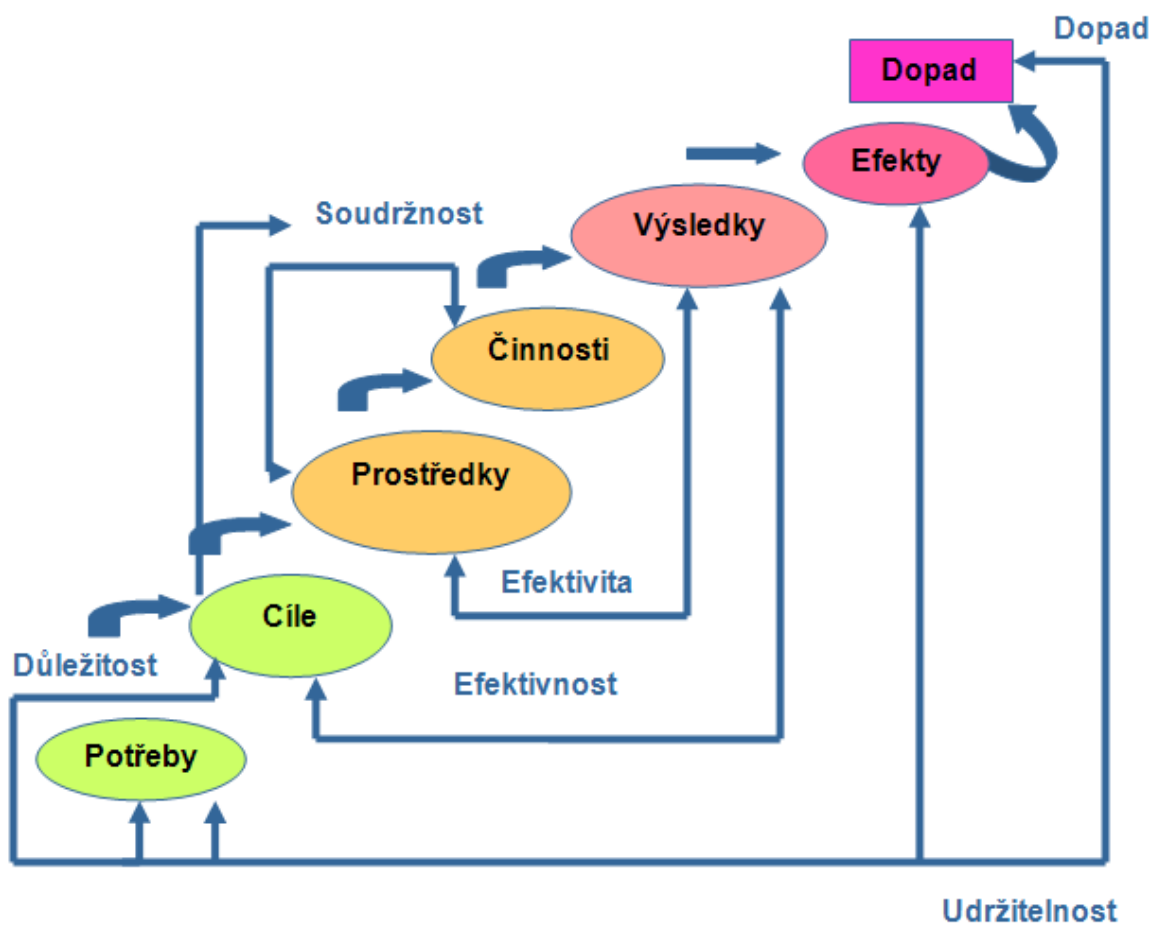 Dopad
Dopad
Efekty
Soudržnost
Výsledky
Činnosti
Prostředky
Efektivita
Cíle
Důležitost
Efektivnost
Potřeby
Udržitelnost